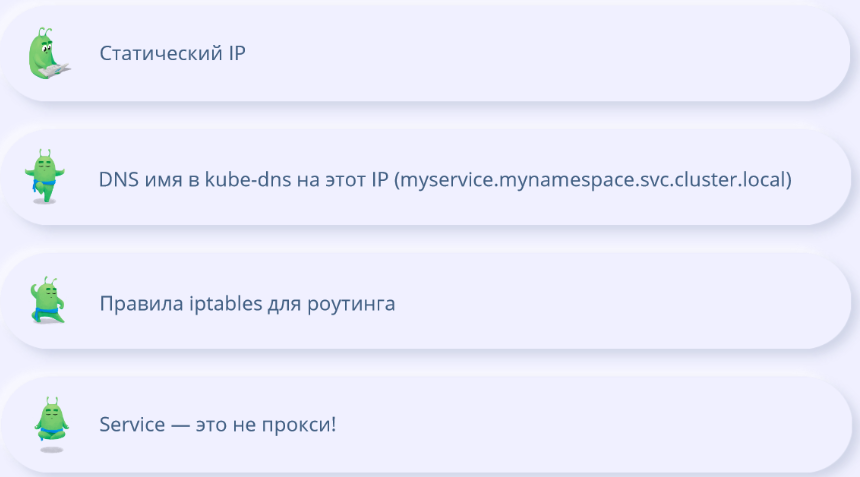 Статический IP
DNS имя в kube-dns на этот IP (myservice.mynamespace.svc.cluster.local)
Правила iptables для роутинга
Service — это не прокси!